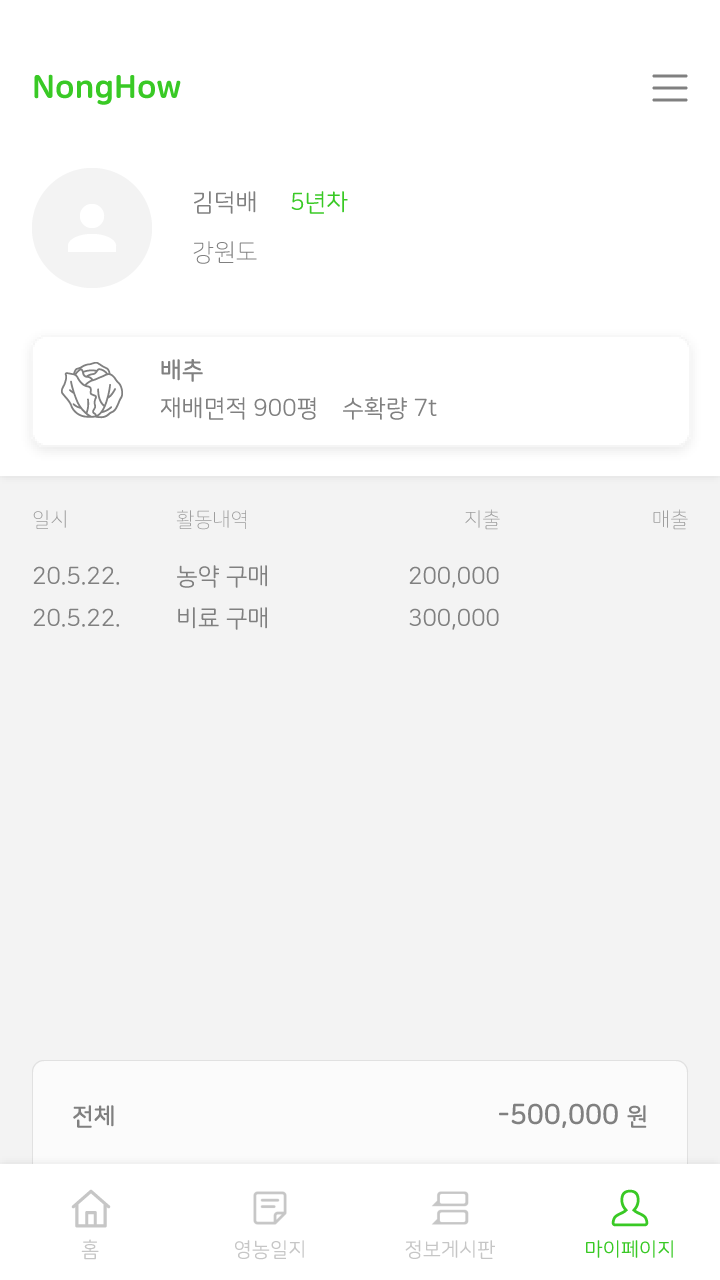 NongHow
김덕배 5년차
강원도
배추
재배면적 900평 수확량 7t
일시 활동내역 지출 매출
20.5.22. 농약 구매 200,000
20.5.22. 비료 구매 300,000
전체 -500,000 원
홈 영농일지 정보게시판 마이페이지